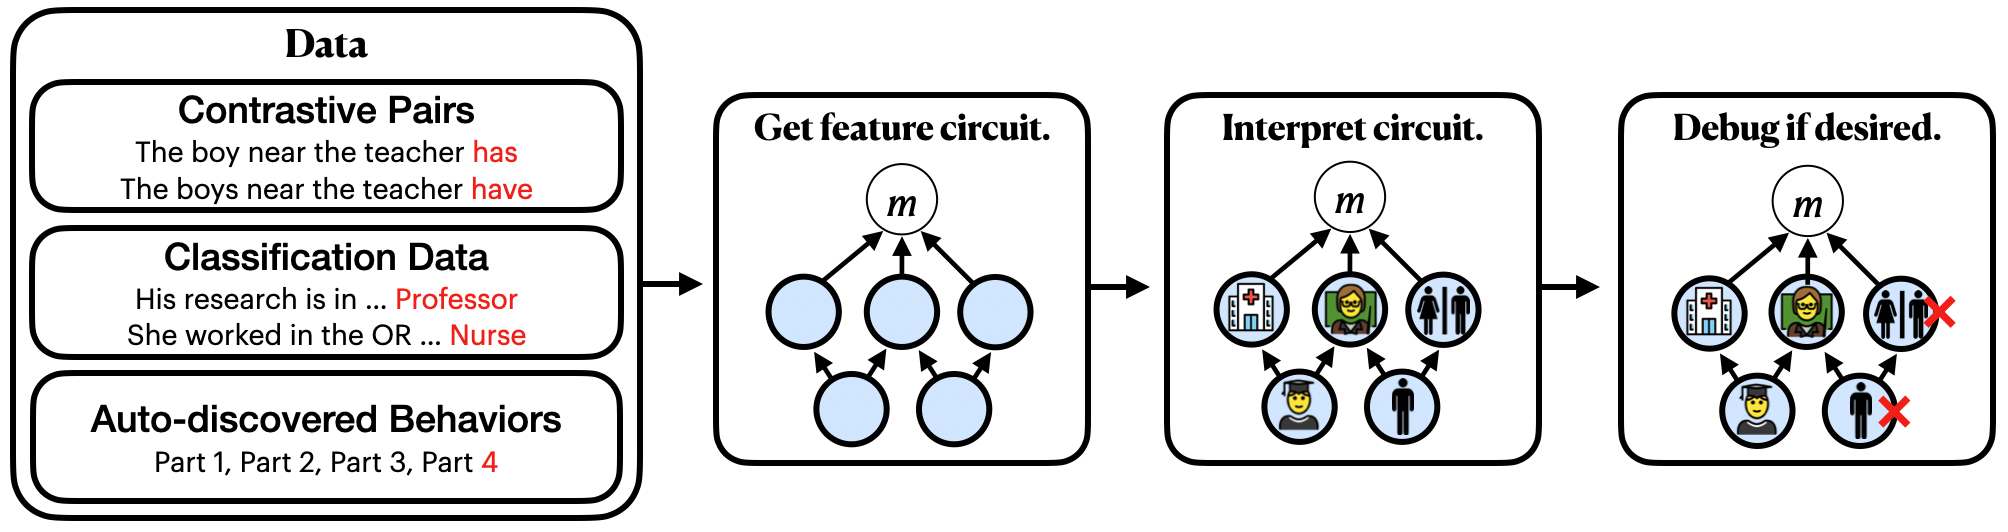 Data
Contrastive Pairs
The boy near the teacher has
The boys near the teacher have
Classification Data
His research is in ... Professor
She worked in the OR ... Nurse
Auto-discovered Behaviors
Part 1, Part 2, Part 3, Part 4
Get feature circuit.
m
Interpret circuit.
m
Debug if desired.
m